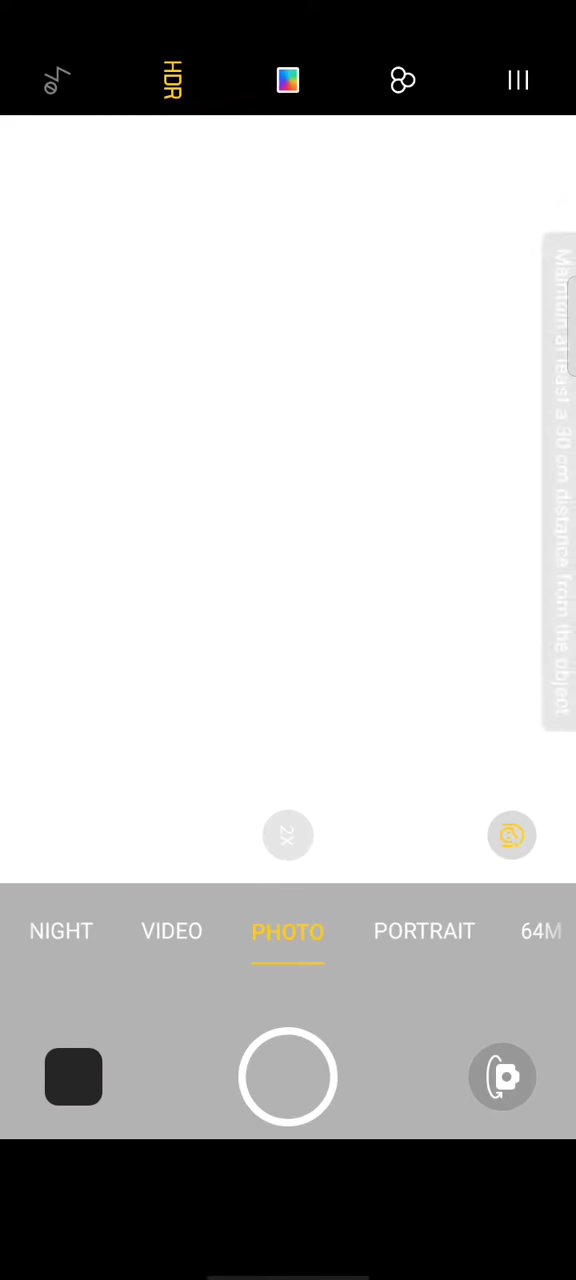 HDR
Maintain at least a 30 cm distance from the object
2X
NIGHT VIDEO PHOTO PORTRAIT 64M